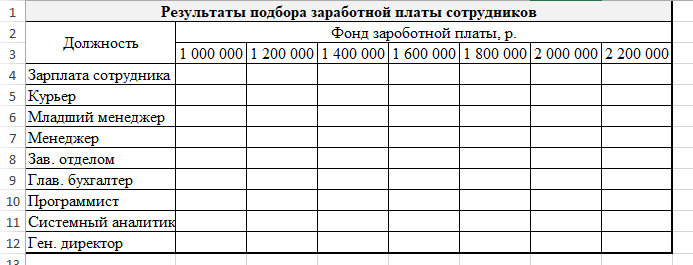 1 Результаты подбора заработной платы сотрудников
2 Должность Фонд зароботной платы, р.
3 1 000 000 1 200 000 1 400 000 1 600 000 1 800 000 2 000 000 2 200 000
4 Зарплата сотрудника
5 Курьер
6 Младший менеджер
7 Менеджер
8 Зав. отделом
9 Глав. бухгалтер
10 Программист
11 Системный аналитик
12 Ген. директор